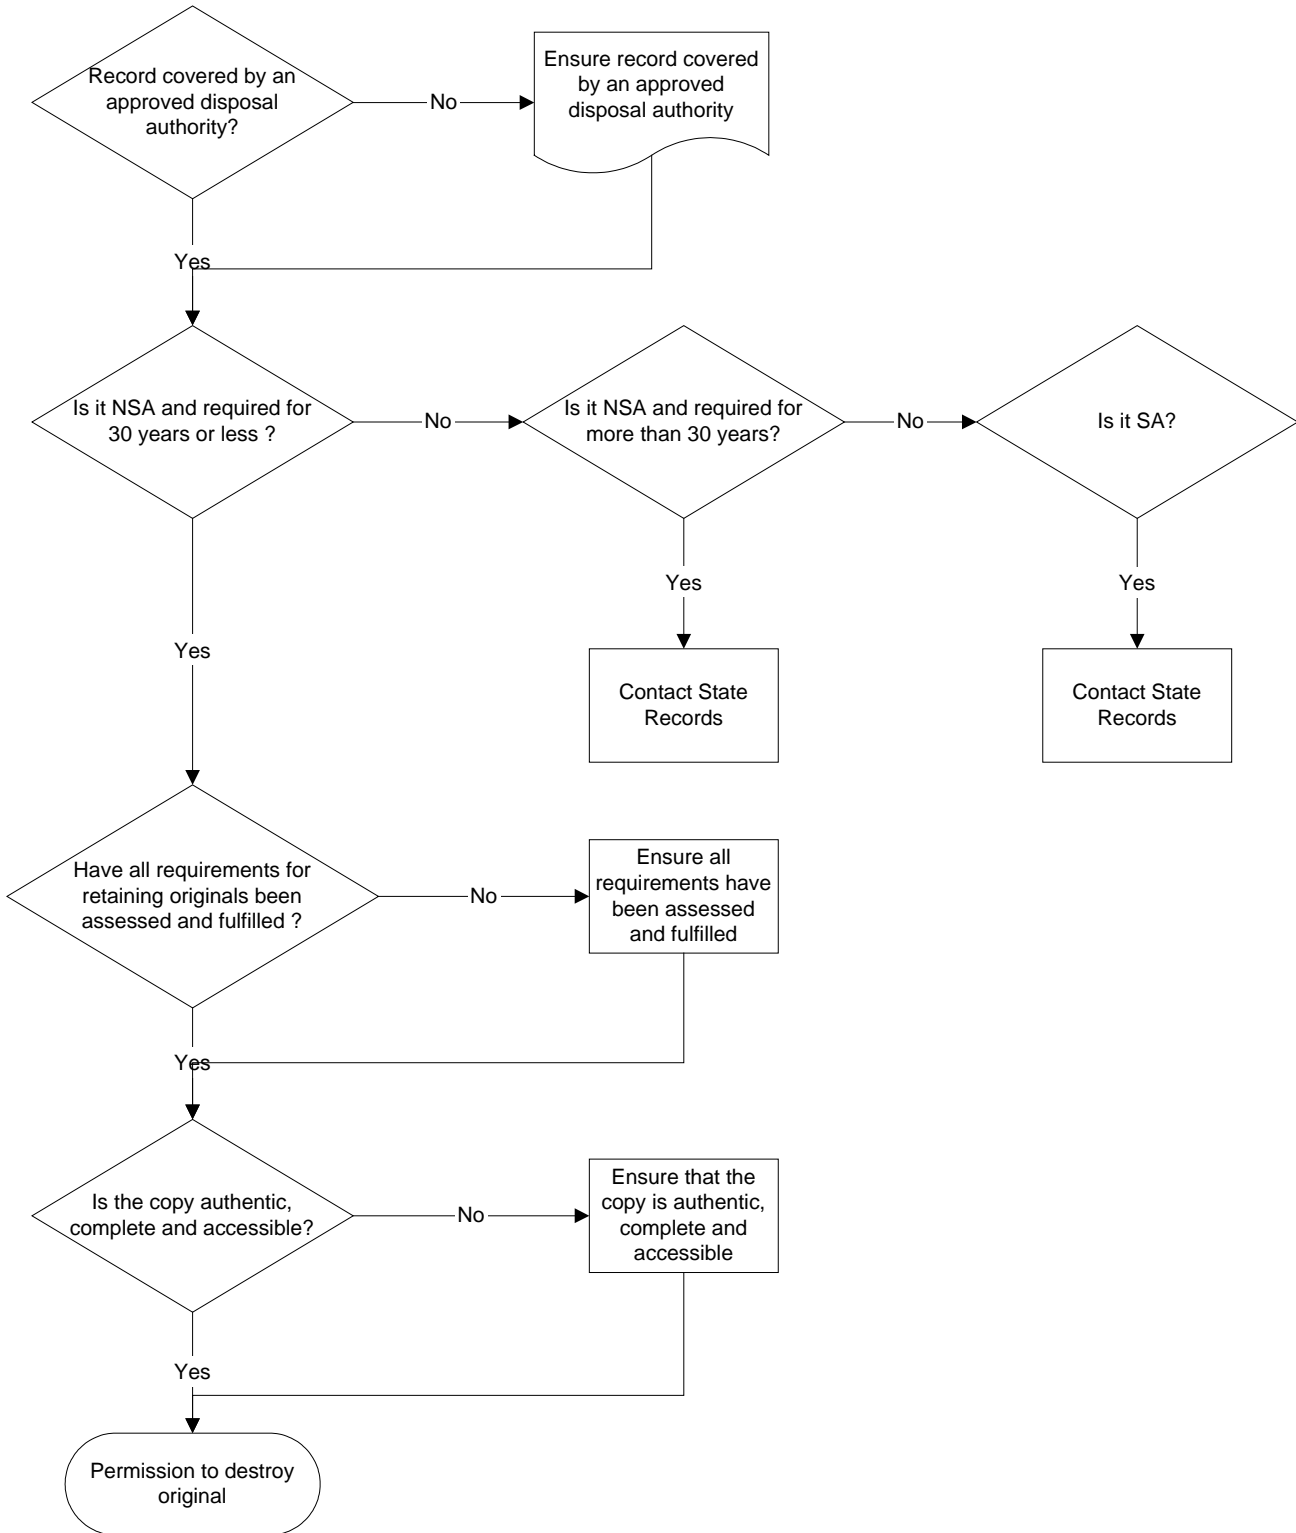 Record covered by an
approved disposal
authority?
No
Ensure record covered
by an approved
disposal authority
Yes
Is it NSA and required for
30 years or less ?
No
Is it NSA and required for
more than 30 years?
No
Is it SA?
Yes
Yes
Yes
Contact State
Records
Contact State
Records
Have all requirements for
retaining originals been
assessed and fulfilled ?
No
Ensure all
requirements have
been assessed
and fulfilled
Yes
Is the copy authentic,
complete and accessible?
No
Ensure that the
copy is authentic,
complete and
accessible
Yes
Permission to destroy
original